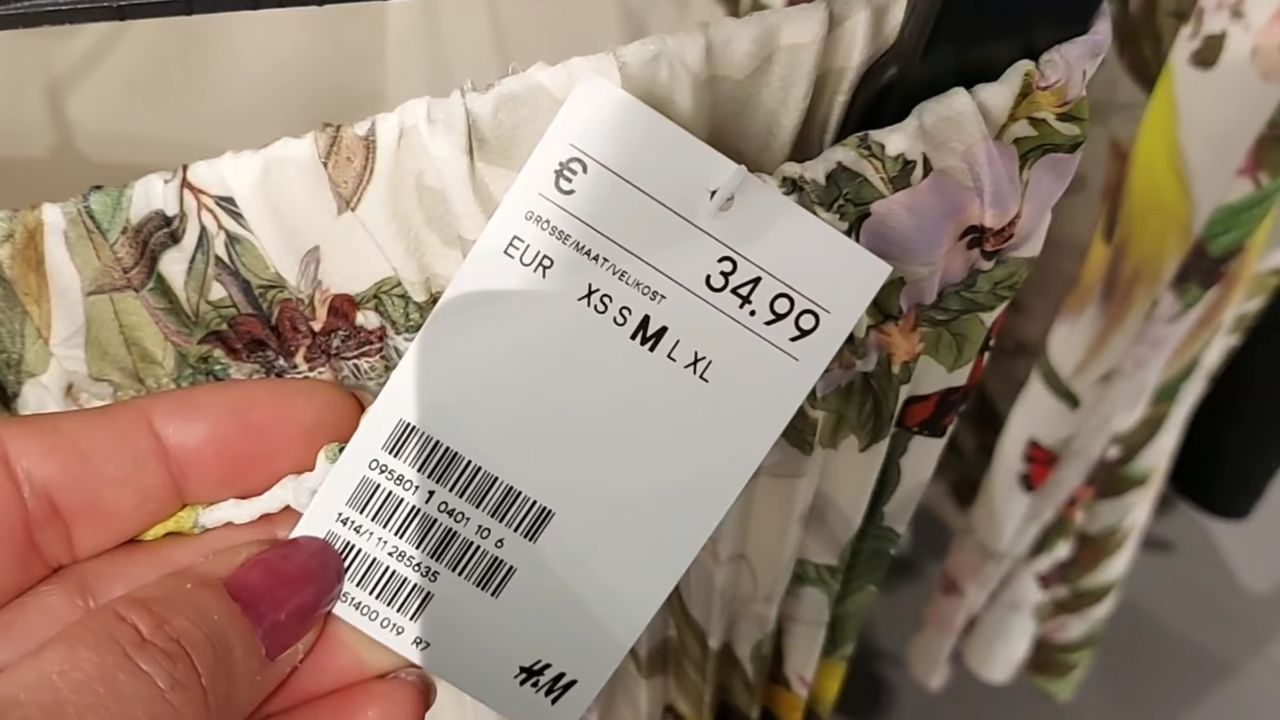 € 34.99
GRÖSSE/MAAT/VELIKOST
EUR XS S M L XL
095801 1 0401 10 6
1414/1 11 285635
51400 019 R7
H&M